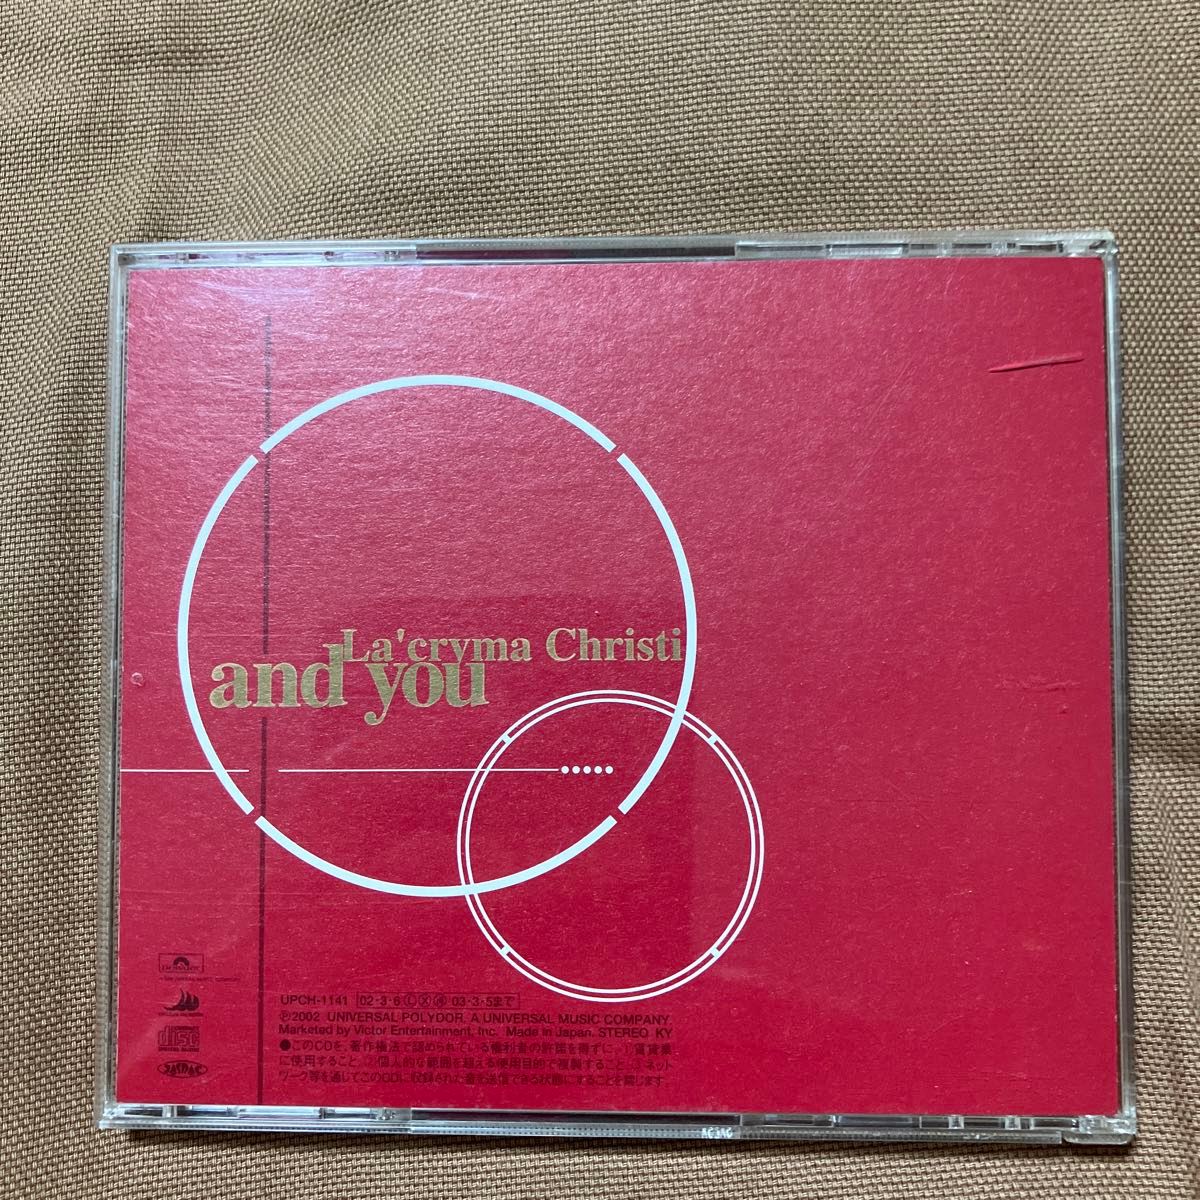 La'cryma Christi
and you
Polydor
UPCH-1141 02·3·6 Ⓛ Ⓧ 再 03·3·5まで
Ⓟ2002 UNIVERSAL POLYDOR, A UNIVERSAL MUSIC COMPANY
Marketed by Victor Entertainment, Inc. Made in Japan. STEREO KY
●このCDを、著作権法で認められている権利者の許諾を得ずに、①賃貸業
に使用すること、②個人的な範囲を超える使用目的で複製すること、③ネット
ワーク等を通じてこのCDに収録された音を送信できる状態にすることを禁じます。
disc
JASRAC